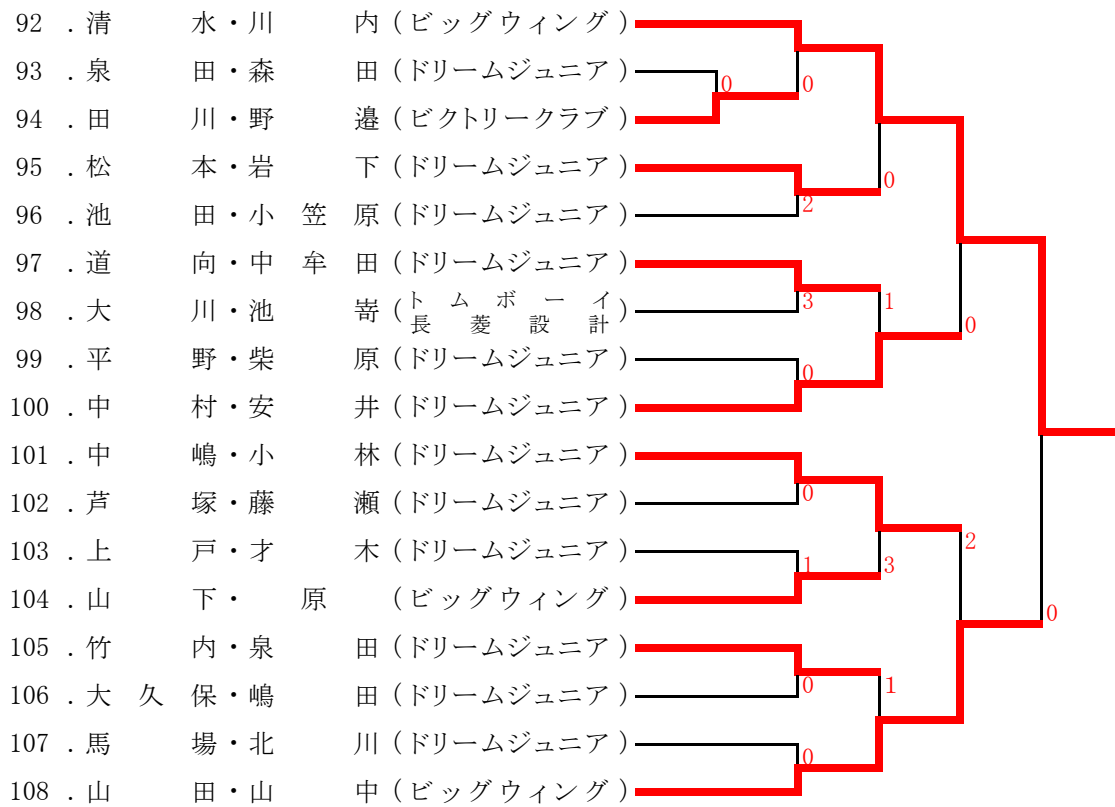 92 . 清水・川内 (ビッグウィング)
0
0
93 . 泉田・森田 (ドリームジュニア)
94 . 田川・野邉 (ビクトリークラブ)
95 . 松本・岩下 (ドリームジュニア)
0
2
96 . 池田・小笠原 (ドリームジュニア)
97 . 道向・中牟田 (ドリームジュニア)
3
1
98 . 大川・池嵜 (トムボーイ 長菱設計)
0
99 . 平野・柴原 (ドリームジュニア)
0
100 . 中村・安井 (ドリームジュニア)
101 . 中嶋・小林 (ドリームジュニア)
0
102 . 芦塚・藤瀬 (ドリームジュニア)
2
103 . 上戸・才木 (ドリームジュニア)
1
3
104 . 山下・原 (ビッグウィング)
0
105 . 竹内・泉田 (ドリームジュニア)
0
1
106 . 大久保・嶋田 (ドリームジュニア)
107 . 馬場・北川 (ドリームジュニア)
0
108 . 山田・山中 (ビッグウィング)